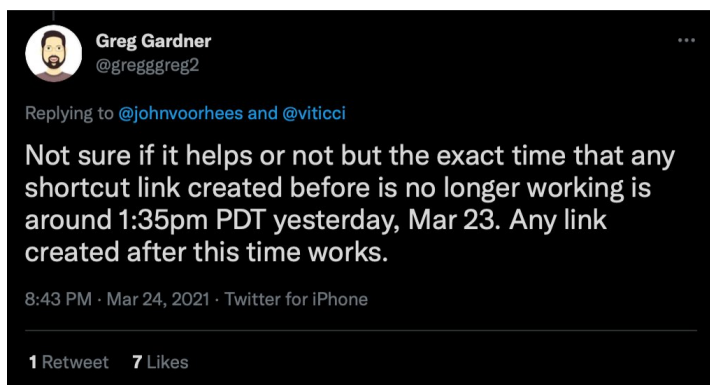 Greg Gardner
@gregggreg2
Replying to @johnvoorhees and @viticci
Not sure if it helps or not but the exact time that any
shortcut link created before is no longer working is
around 1:35pm PDT yesterday, Mar 23. Any link
created after this time works.
8:43 PM · Mar 24, 2021 · Twitter for iPhone
1 Retweet 7 Likes